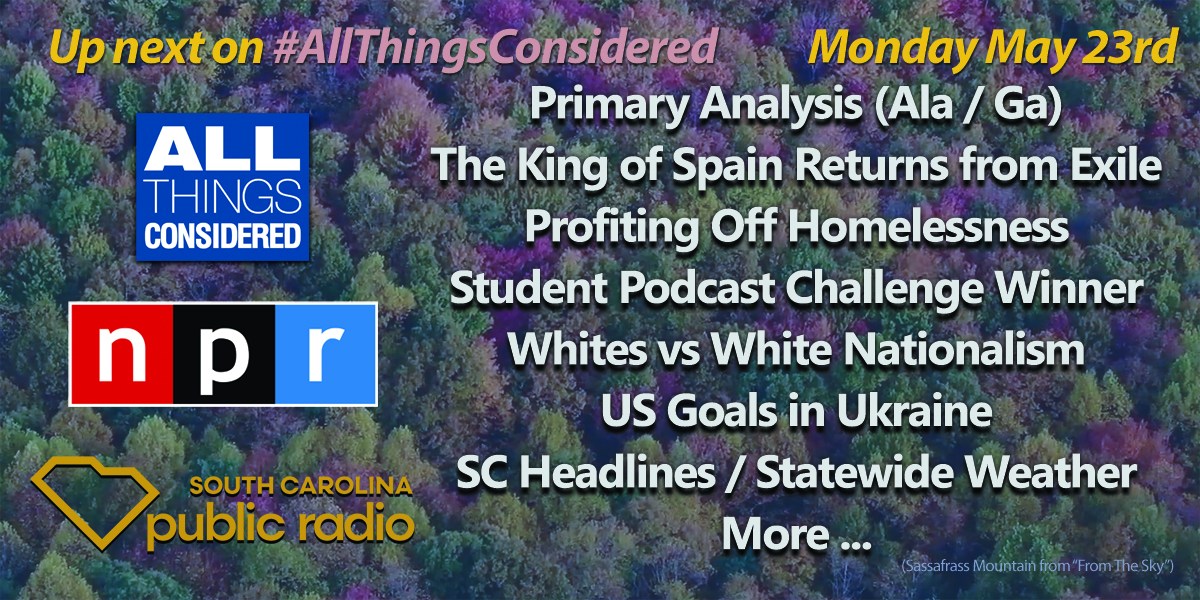 Up next on #AllThingsConsidered
Monday May 23rd
ALL
THINGS
CONSIDERED
npr
SOUTH CAROLINA
public radio
Primary Analysis (Ala / Ga)
The King of Spain Returns from Exile
Profiting Off Homelessness
Student Podcast Challenge Winner
Whites vs White Nationalism
US Goals in Ukraine
SC Headlines / Statewide Weather
More ...
(Sassafrass Mountain from "From The Sky")